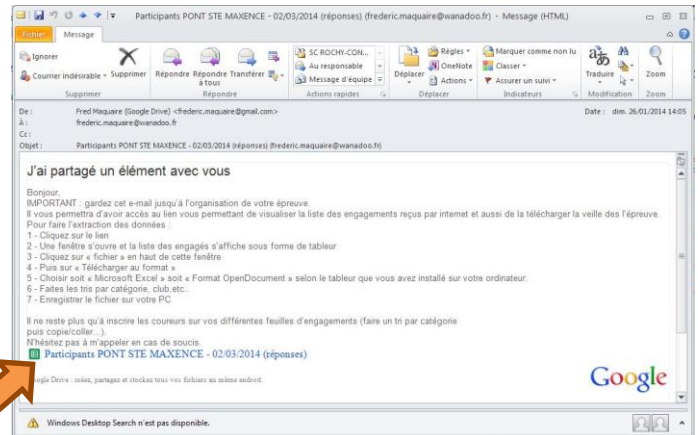 Participants PONT STE MAXENCE - 02/03/2014 (réponses) (frederic.maquaire@wanadoo.fr) - Message (HTML)
Fichier Message
Ignorer
Courrier indésirable
Supprimer
Répondre
Répondre à tous
Transférer
SC ROCHY-CON...
Au responsable
Message d'équipe
Déplacer
Règles
OneNote
Actions
Marquer comme non lu
Classer
Assurer un suivi
Traduire
Zoom
Supprimer Répondre Actions rapides Déplacer Indicateurs Modification Zoom
De : Fred Maquaire (Google Drive) <frederic.maquaire@gmail.com> Date : dim. 26/01/2014 14:05
À : frederic.maquaire@wanadoo.fr
Cc :
Objet : Participants PONT STE MAXENCE - 02/03/2014 (réponses) (frederic.maquaire@wanadoo.fr)
J'ai partagé un élément avec vous
Bonjour,
IMPORTANT : gardez cet e-mail jusqu'à l'organisation de votre épreuve.
Il vous permettra d'avoir accès au lien vous permettant de visualiser la liste des engagements reçus par internet et aussi de la télécharger la veille des l'épreuve.
Pour faire l'extraction des données :
1 - Cliquez sur le lien
2 - Une fenêtre s'ouvre et la liste des engagés s'affiche sous forme de tableur
3 - Cliquez sur « fichier » en haut de cette fenêtre
4 - Puis sur « Télécharger au format »
5 - Choisir soit « Microsoft Excel » soit « Format OpenDocument » selon le tableur que vous avez installé sur votre ordinateur.
6 - Faites les tris par catégorie, club,etc..
7 - Enregistrer le fichier sur votre PC
Il ne reste plus qu'à inscrire les coureurs sur vos différentes feuilles d'engagements (faire un tri par catégorie
puis copie/coller...).
N'hésitez pas à m'appeler en cas de soucis.
Participants PONT STE MAXENCE - 02/03/2014 (réponses)
Google Drive : créez, partagez et stockez tous vos fichiers au même endroit.
Google
Windows Desktop Search n'est pas disponible.